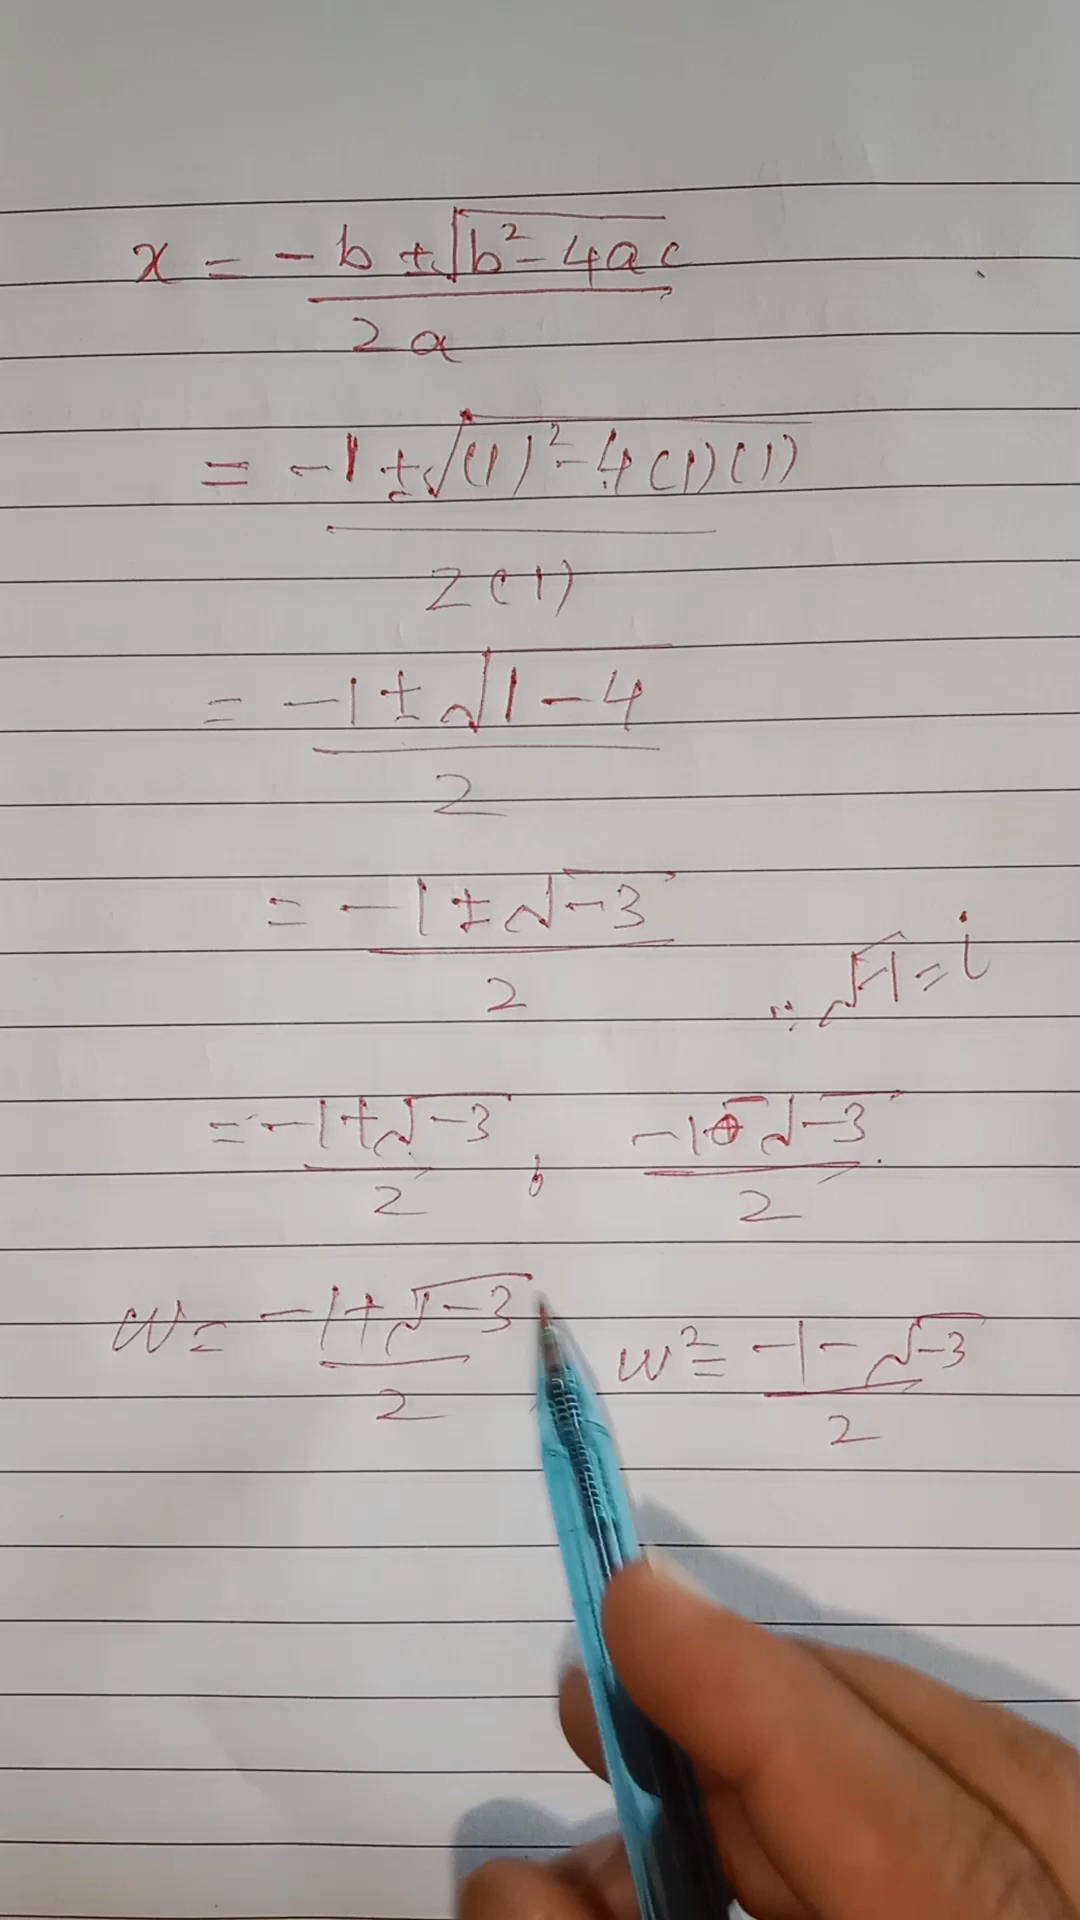 x = -b ± √b² - 4ac / 2a
= -1 ± √(1)² - 4(1)(1) / 2(1)
= -1 ± √1 - 4 / 2
= -1 ± √-3 / 2
∵ √-1 = i
= -1 + √-3 / 2 , -1 - √-3 / 2
w = -1 + √-3 / 2
w² = -1 - √-3 / 2